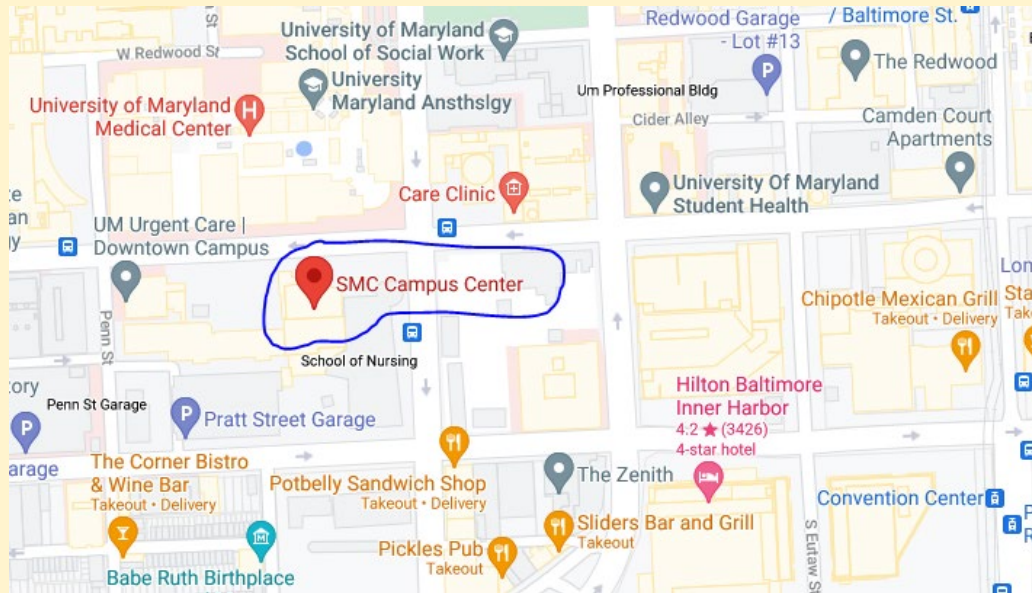 University of Maryland
School of Social Work
Redwood Garage
- Lot #13
/ Baltimore St.
W Redwood St
University
Maryland Ansthslgy
The Redwood
University of Maryland
Medical Center
Um Professional Bldg
Cider Alley
Camden Court
Apartments
Care Clinic
University Of Maryland
Student Health
UM Urgent Care |
Downtown Campus
SMC Campus Center
Chipotle Mexican Grill
Takeout • Delivery
Penn St
School of Nursing
Hilton Baltimore
Inner Harbor
4.2 ★ (3426)
4-star hotel
Penn St Garage
Pratt Street Garage
The Corner Bistro
& Wine Bar
Takeout • Delivery
Potbelly Sandwich Shop
Takeout • Delivery
The Zenith
Convention Center
Sliders Bar and Grill
Takeout
Pickles Pub
Takeout
S Eutaw St
Babe Ruth Birthplace